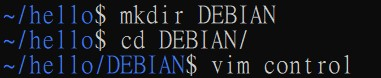 ~/hello$ mkdir DEBIAN
~/hello$ cd DEBIAN/
~/hello/DEBIAN$ vim control